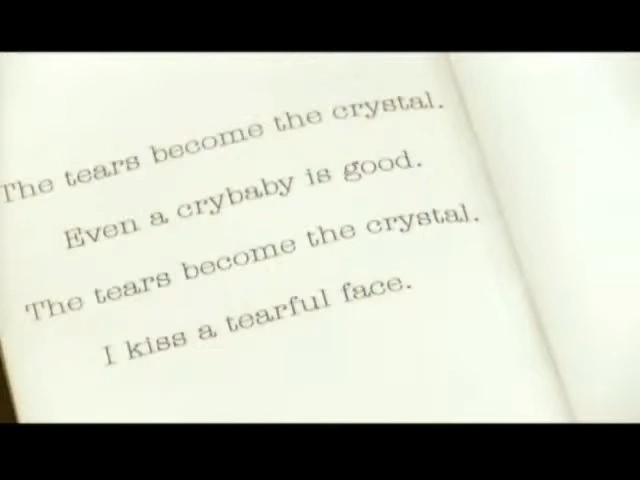 The tears become the crystal.
Even a crybaby is good.
The tears become the crystal.
I kiss a tearful face.